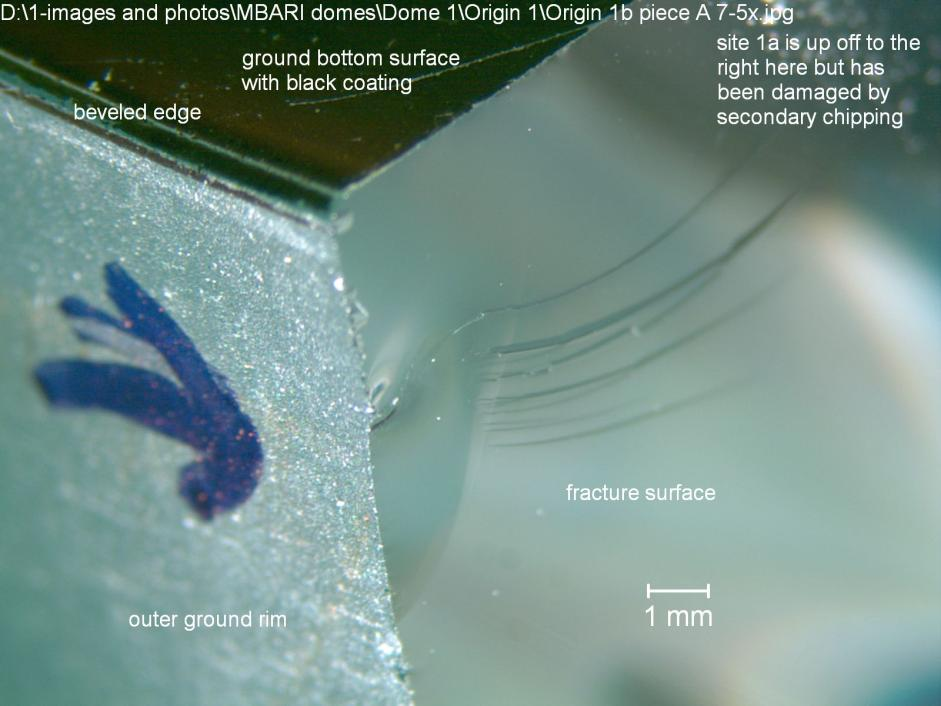 D:\1-images and photos\MBARI domes\Dome 1\Origin 1\Origin 1b piece A 7-5x.jpg
site 1a is up off to the
right here but has
been damaged by
secondary chipping
ground bottom surface
with black coating
beveled edge
fracture surface
1 mm
outer ground rim